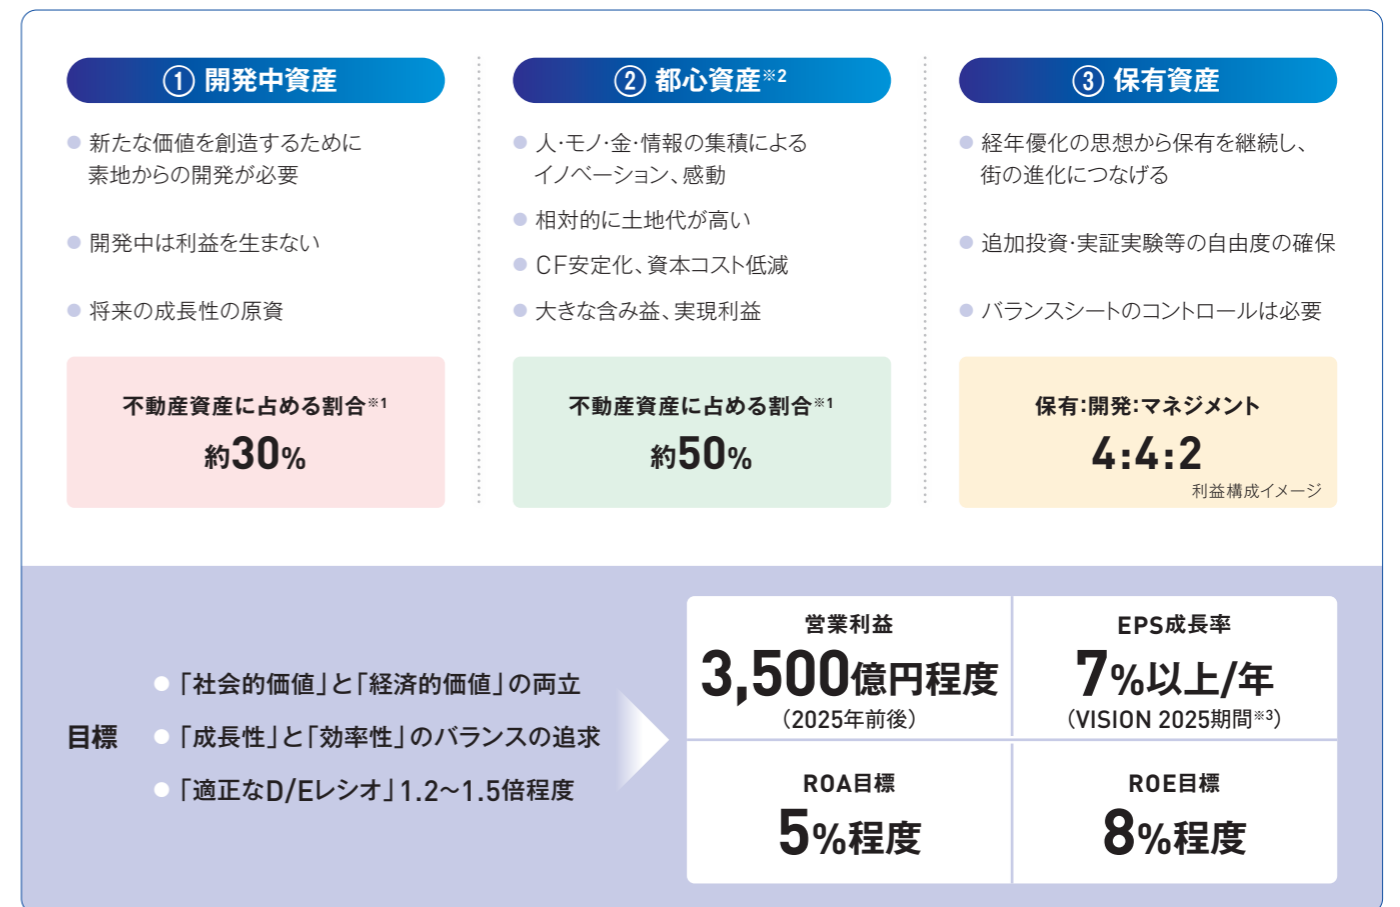 ① 開発中資産
● 新たな価値を創造するために
素地からの開発が必要
● 開発中は利益を生まない
● 将来の成長性の原資
不動産資産に占める割合※1
約30%
② 都心資産※2
● 人・モノ・金・情報の集積による
イノベーション、感動
● 相対的に土地代が高い
● CF安定化、資本コスト低減
● 大きな含み益、実現利益
不動産資産に占める割合※1
約50%
③ 保有資産
● 経年優化の思想から保有を継続し、
街の進化につなげる
● 追加投資・実証実験等の自由度の確保
● バランスシートのコントロールは必要
保有:開発:マネジメント
4:4:2
利益構成イメージ
目標
● 「社会的価値」と「経済的価値」の両立
● 「成長性」と「効率性」のバランスの追求
● 「適正なD/Eレシオ」1.2〜1.5倍程度
営業利益
3,500億円程度
（2025年前後）
EPS成長率
7%以上/年
（VISION 2025期間※3）
ROA目標
5%程度
ROE目標
8%程度